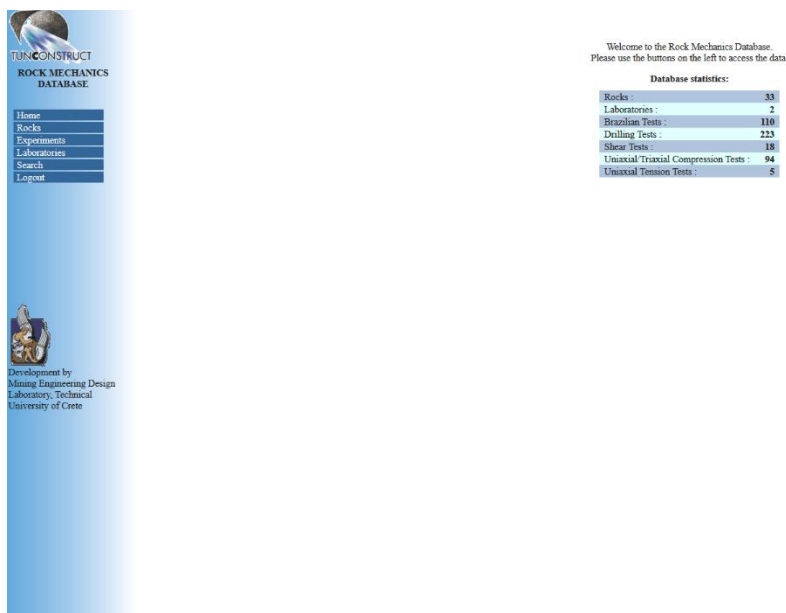 TUNCONSTRUCT
ROCK MECHANICS
DATABASE
Home
Rocks
Experiments
Laboratories
Search
Logout
Development by
Mining Engineering Design
Laboratory, Technical
University of Crete
Welcome to the Rock Mechanics Database.
Please use the buttons on the left to access the data
Database statistics:
Rocks : 33
Laboratories : 2
Brazilian Tests : 110
Drilling Tests : 223
Shear Tests : 18
Uniaxial/Triaxial Compression Tests : 94
Uniaxial Tension Tests : 5